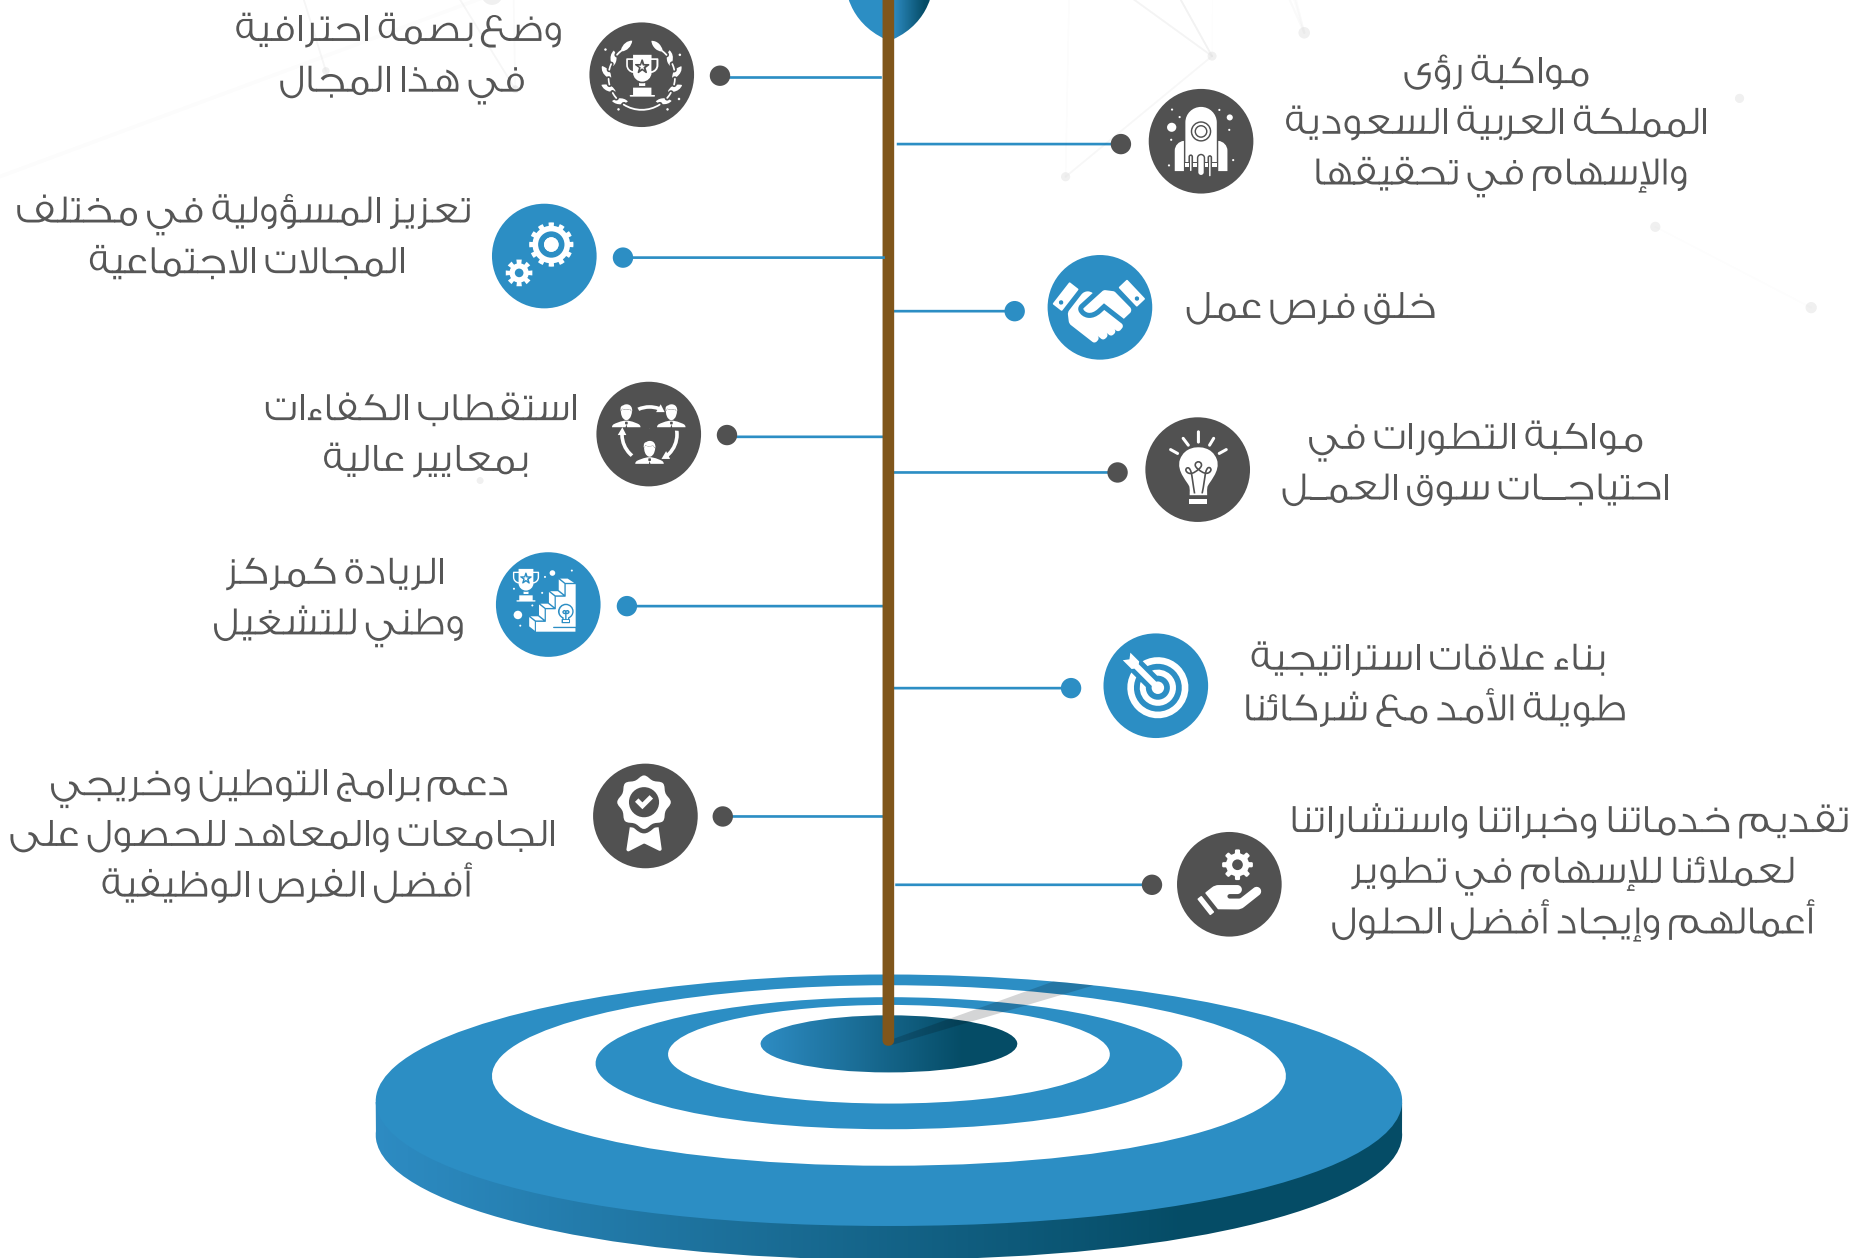 مواكبة رؤى
المملكة العربية السعودية
والإسهام في تحقيقها
خلق فرص عمل
مواكبة التطورات في
احتياجـــات سوق العمــل
بناء علاقات استراتيجية
طويلة الأمد مع شركائنا
تقديم خدماتنا وخبراتنا واستشاراتنا
لعملائنا للإسهام في تطوير
أعمالهم وإيجاد أفضل الحلول
وضع بصمة احترافية
في هذا المجال
تعزيز المسؤولية في مختلف
المجالات الاجتماعية
استقطاب الكفاءات
بمعايير عالية
الريادة كمركز
وطني للتشغيل
دعم برامج التوطين وخريجي
الجامعات والمعاهد للحصول على
أفضل الفرص الوظيفية